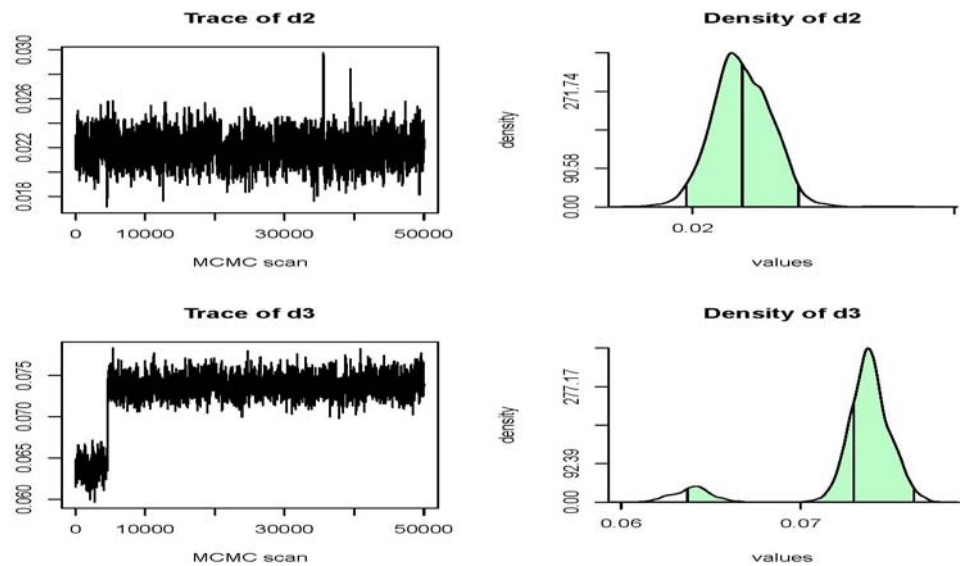 Trace of d2
0.018 0.022 0.026 0.030
0 10000 30000 50000
MCMC scan
Density of d2
density
0.00 90.58 271.74
0.02
values
Trace of d3
0.060 0.065 0.070 0.075
0 10000 30000 50000
MCMC scan
Density of d3
density
0.00 92.39 277.17
0.06 0.07
values